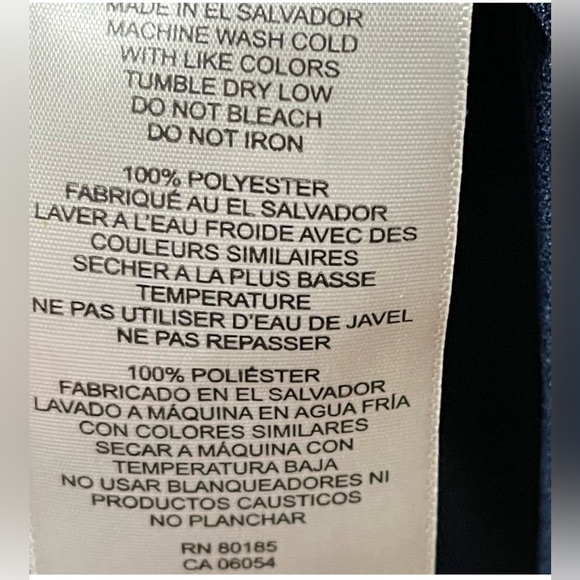 MADE IN EL SALVADOR
MACHINE WASH COLD
WITH LIKE COLORS
TUMBLE DRY LOW
DO NOT BLEACH
DO NOT IRON
100% POLYESTER
FABRIQUÉ AU EL SALVADOR
LAVER A L'EAU FROIDE AVEC DES
COULEURS SIMILAIRES
SECHER A LA PLUS BASSE
TEMPERATURE
NE PAS UTILISER D'EAU DE JAVEL
NE PAS REPASSER
100% POLIÉSTER
FABRICADO EN EL SALVADOR
LAVADO A MÁQUINA EN AGUA FRÍA
CON COLORES SIMILARES
SECAR A MÁQUINA CON
TEMPERATURA BAJA
NO USAR BLANQUEADORES NI
PRODUCTOS CAUSTICOS
NO PLANCHAR
RN 80185
CA 06054